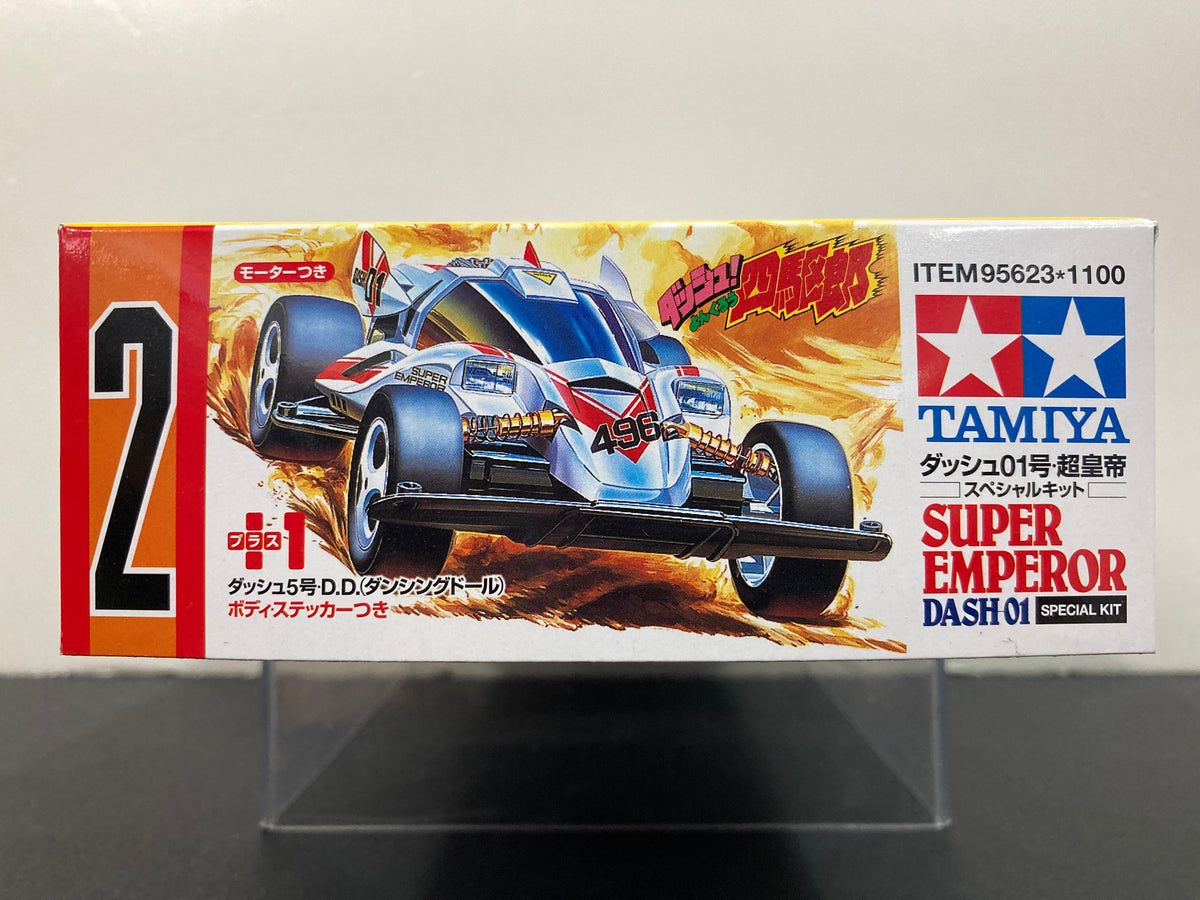 2
モーターつき
DASH 01
SUPER
EMPEROR
496
ダッシュ!
よんくろう
四駆郎
プラス
1
ダッシュ5号・D.D.(ダンシングドール)
ボディ・ステッカーつき
ITEM95623*1100
TAMIYA
ダッシュ01号・超皇帝
スペシャルキット
SUPER
EMPEROR
DASH 01 SPECIAL KIT